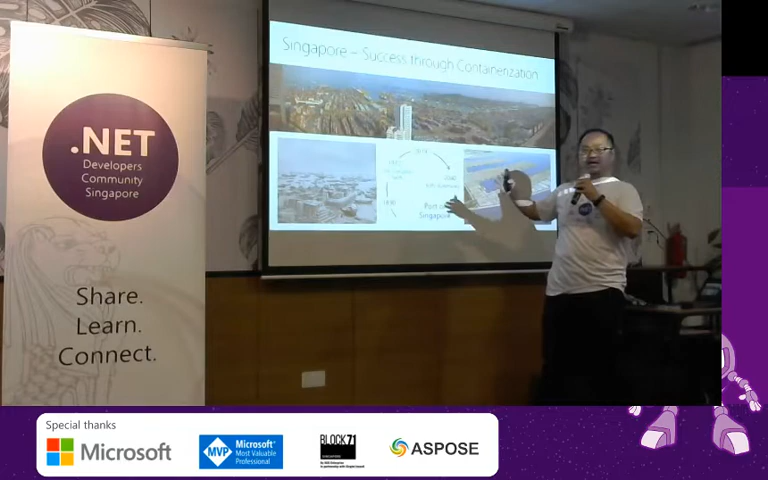 Singapore – Success through Containerization
.NET
Developers
Community
Singapore
Port of
Singapore
Share.
Learn.
Connect.
Special thanks
Microsoft
MVP
Microsoft
Most Valuable
Professional
BLOCK71
ASPOSE